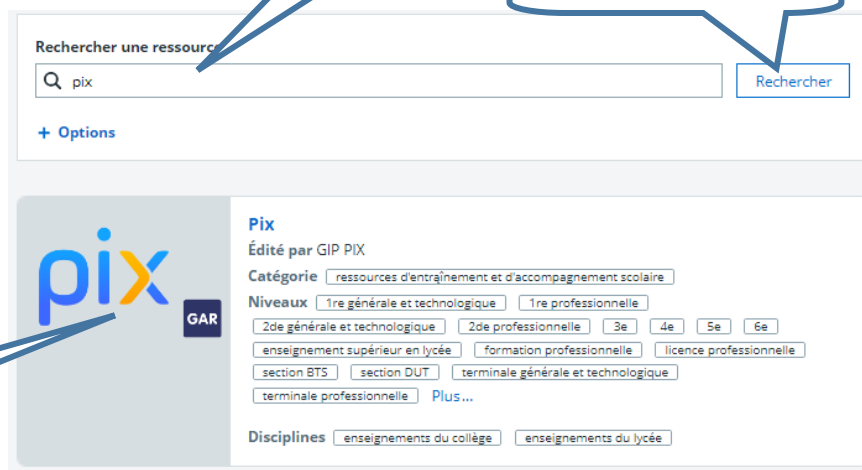 Rechercher une ressource
pix
Rechercher
+ Options
pix
GAR
Pix
Édité par GIP PIX
Catégorie ressources d'entraînement et d'accompagnement scolaire
Niveaux 1re générale et technologique 1re professionnelle
2de générale et technologique 2de professionnelle 3e 4e 5e 6e
enseignement supérieur en lycée formation professionnelle licence professionnelle
section BTS section DUT terminale générale et technologique
terminale professionnelle Plus...
Disciplines enseignements du collège enseignements du lycée